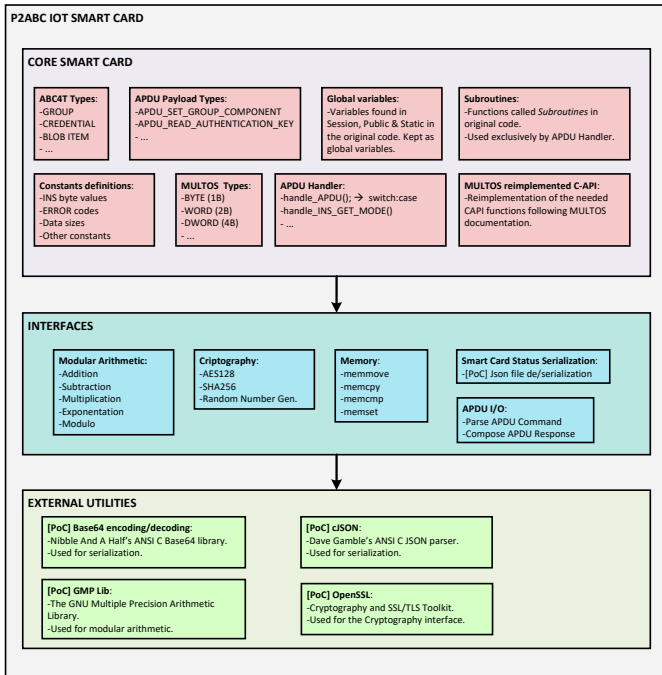 P2ABC IOT SMART CARD
CORE SMART CARD
ABC4T Types:
-GROUP
-CREDENTIAL
-BLOB ITEM
- ...
APDU Payload Types:
-APDU_SET_GROUP_COMPONENT
-APDU_READ_AUTHENTICATION_KEY
- ...
Global variables:
-Variables found in
Session, Public & Static in
the original code. Kept as
global variables.
Subroutines:
-Functions called Subroutines in
original code.
-Used exclusively by APDU Handler.
Constants definitions:
-INS byte values
-ERROR codes
-Data sizes
-Other constants
MULTOS Types:
-BYTE (1B)
-WORD (2B)
-DWORD (4B)
- ...
APDU Handler:
-handle_APDU(); → switch:case
-handle_INS_GET_MODE()
- ...
MULTOS reimplemented C-API:
-Reimplementation of the needed
CAPI functions following MULTOS
documentation.
INTERFACES
Modular Arithmetic:
-Addition
-Subtraction
-Multiplication
-Exponentation
-Modulo
Criptography:
-AES128
-SHA256
-Random Number Gen.
Memory:
-memmove
-memcpy
-memcmp
-memset
Smart Card Status Serialization:
-[PoC] Json file de/serialization
APDU I/O:
-Parse APDU Command
-Compose APDU Response
EXTERNAL UTILITIES
[PoC] Base64 encoding/decoding:
-Nibble And A Half's ANSI C Base64 library.
-Used for serialization.
[PoC] cJSON:
-Dave Gamble's ANSI C JSON parser.
-Used for serialization.
[PoC] GMP Lib:
-The GNU Multiple Precision Arithmetic
Library.
-Used for modular arithmetic.
[PoC] OpenSSL:
-Cryptography and SSL/TLS Toolkit.
-Used for the Cryptography interface.